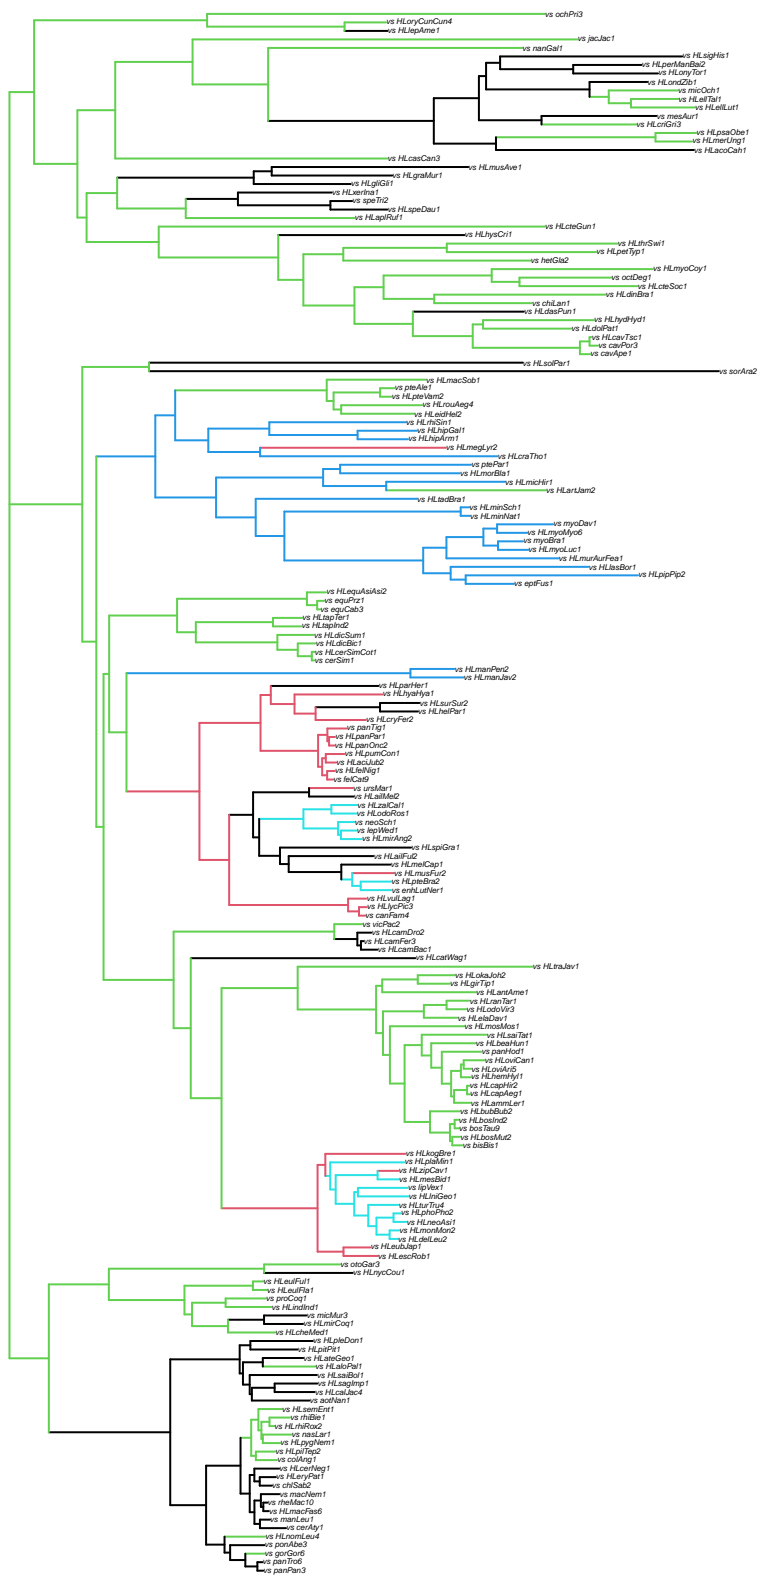 vs ochPri3
vs HLoryCunCun4
vs HLlepAme1
vs jacJac1
vs nanGal1
vs HLsigHis1
vs HLperManBai2
vs HLonyTor1
vs HLondZib1
vs micOch1
vs HLellTal1
vs HLellLut1
vs mesAur1
vs HLcriGri3
vs HLpsaObe1
vs HLmerUng1
vs HLacoCah1
vs HLcasCan3
vs HLmusAve1
vs HLgraMur1
vs HLgliGli1
vs HLxerIna1
vs speTri2
vs HLspeDau1
vs HLaplRuf1
vs HLcteGun1
vs HLhysCri1
vs HLthrSwi1
vs HLpetTyp1
vs hetGla2
vs HLmyoCoy1
vs octDeg1
vs HLcteSoc1
vs HLdinBra1
vs chiLan1
vs HLdasPun1
vs HLhydHyd1
vs HLdolPat1
vs HLcavTsc1
vs cavPor3
vs cavApe1
vs HLsolPar1
vs sorAra2
vs HLmacSob1
vs pteAle1
vs HLpteVam2
vs HLrouAeg4
vs HLeidHel2
vs HLrhiSin1
vs HLhipGal1
vs HLhipArm1
vs HLmegLyr2
vs HLcraTho1
vs ptePar1
vs HLmorBla1
vs HLmicHir1
vs HLartJam2
vs HLtadBra1
vs HLminSch1
vs HLminNat1
vs myoDav1
vs HLmyoMyo6
vs myoBra1
vs HLmyoLuc1
vs HLmurAurFea1
vs HLlasBor1
vs HLpipPip2
vs eptFus1
vs HLequAsiAsi2
vs equPrz1
vs equCab3
vs HLtapTer1
vs HLtapInd2
vs HLdicSum1
vs HLdicBic1
vs HLcerSimCot1
vs cerSim1
vs HLmanPen2
vs HLmanJav2
vs HLparHer1
vs HLhyaHya1
vs HLsurSur2
vs HLhelPar1
vs HLcryFer2
vs panTig1
vs HLpanPar1
vs HLpanOnc2
vs HLpumCon1
vs HLaciJub2
vs HLfelNig1
vs felCat9
vs ursMar1
vs HLailMel2
vs HLzalCal1
vs HLodoRos1
vs neoSch1
vs lepWed1
vs HLmirAng2
vs HLspiGra1
vs HLailFul2
vs HLmelCap1
vs HLmusFur2
vs HLpteBra2
vs enhLutNer1
vs HLvulLag1
vs HLlycPic3
vs canFam4
vs vicPac2
vs HLcamDro2
vs HLcamFer3
vs HLcamBac1
vs HLcatWag1
vs HLtraJav1
vs HLokaJoh2
vs HLgirTip1
vs HLantAme1
vs HLranTar1
vs HLodoVir3
vs HLelaDav1
vs HLmosMos1
vs HLsaiTat1
vs HLbeaHun1
vs panHod1
vs HLoviCan1
vs HLoviAri5
vs HLhemHyl1
vs HLcapHir2
vs HLcapAeg1
vs HLammLer1
vs HLbubBub2
vs HLbosInd2
vs bosTau9
vs HLbosMut2
vs bisBis1
vs HLkogBre1
vs HLplaMin1
vs HLzipCav1
vs HLmesBid1
vs lipVex1
vs HLiniGeo1
vs HLturTru4
vs HLphoPho2
vs HLneoAsi1
vs HLmonMon2
vs HLdelLeu2
vs HLeubJap1
vs HLescRob1
vs otoGar3
vs HLnycCou1
vs HLeulFul1
vs HLeulFla1
vs proCoq1
vs HLindInd1
vs micMur3
vs HLmirCoq1
vs HLcheMed1
vs HLpleDon1
vs HLpitPit1
vs HLateGeo1
vs HLaloPal1
vs HLsaiBol1
vs HLsagImp1
vs HLcalJac4
vs aotNan1
vs HLsemEnt1
vs rhiBie1
vs HLrhiRox2
vs nasLar1
vs HLpygNem1
vs HLpilTep2
vs colAng1
vs HLcerNeg1
vs HLeryPat1
vs chlSab2
vs macNem1
vs rheMac10
vs HLmacFas6
vs manLeu1
vs cerAty1
vs HLnomLeu4
vs ponAbe3
vs gorGor6
vs panTro6
vs panPan3